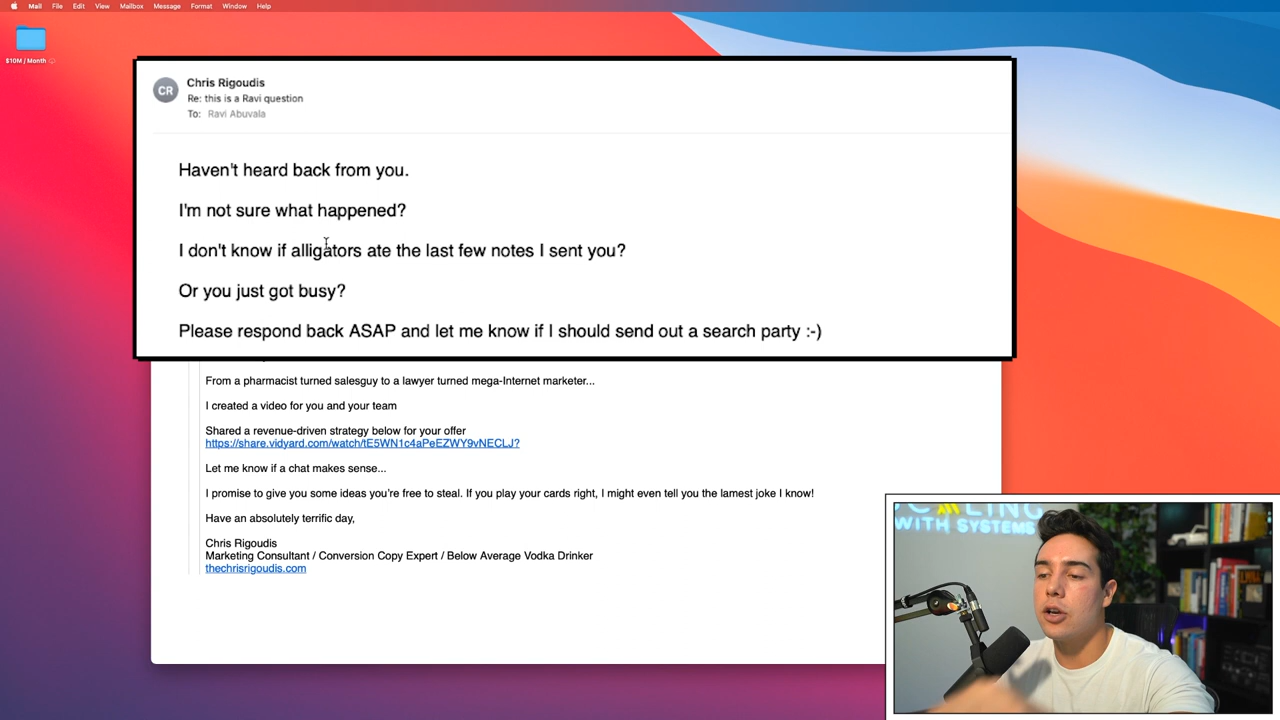 Mail File Edit View Mailbox Message Format Window Help
$10M / Month
CR
Chris Rigoudis
Re: this is a Ravi question
To: Ravi Abuvala
Haven't heard back from you.
I'm not sure what happened?
I don't know if alligators ate the last few notes I sent you?
Or you just got busy?
Please respond back ASAP and let me know if I should send out a search party :-)
From a pharmacist turned salesguy to a lawyer turned mega-Internet marketer...
I created a video for you and your team
Shared a revenue-driven strategy below for your offer
https://share.vidyard.com/watch/tE5WN1c4aPeEZWY9vNECLJ?
Let me know if a chat makes sense...
I promise to give you some ideas you're free to steal. If you play your cards right, I might even tell you the lamest joke I know!
Have an absolutely terrific day,
Chris Rigoudis
Marketing Consultant / Conversion Copy Expert / Below Average Vodka Drinker
thechrisrigoudis.com
WITH SYSTEMS